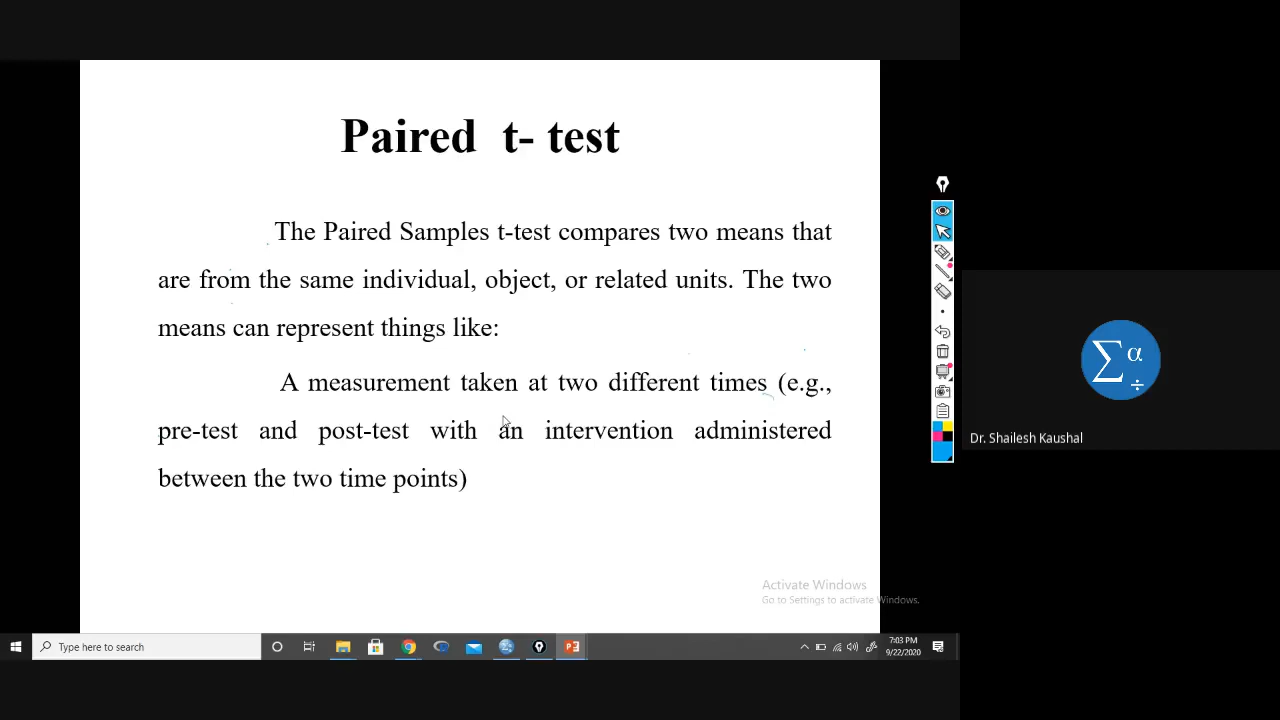 Paired t- test
The Paired Samples t-test compares two means that
are from the same individual, object, or related units. The two
means can represent things like:
A measurement taken at two different times (e.g.,
pre-test and post-test with an intervention administered
between the two time points)
Σα÷
Dr. Shailesh Kaushal
Activate Windows
Go to Settings to activate Windows.
Type here to search
7:03 PM
9/22/2020